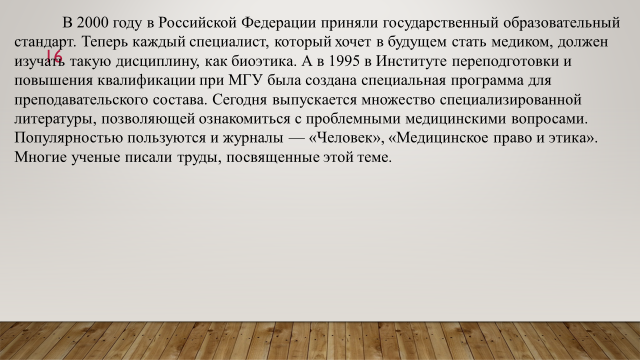 В 2000 году в Российской Федерации приняли государственный образовательный
стандарт. Теперь каждый специалист, который хочет в будущем стать медиком, должен
16
изучать такую дисциплину, как биоэтика. А в 1995 в Институте переподготовки и
повышения квалификации при МГУ была создана специальная программа для
преподавательского состава. Сегодня выпускается множество специализированной
литературы, позволяющей ознакомиться с проблемными медицинскими вопросами.
Популярностью пользуются и журналы — «Человек», «Медицинское право и этика».
Многие ученые писали труды, посвященные этой теме.